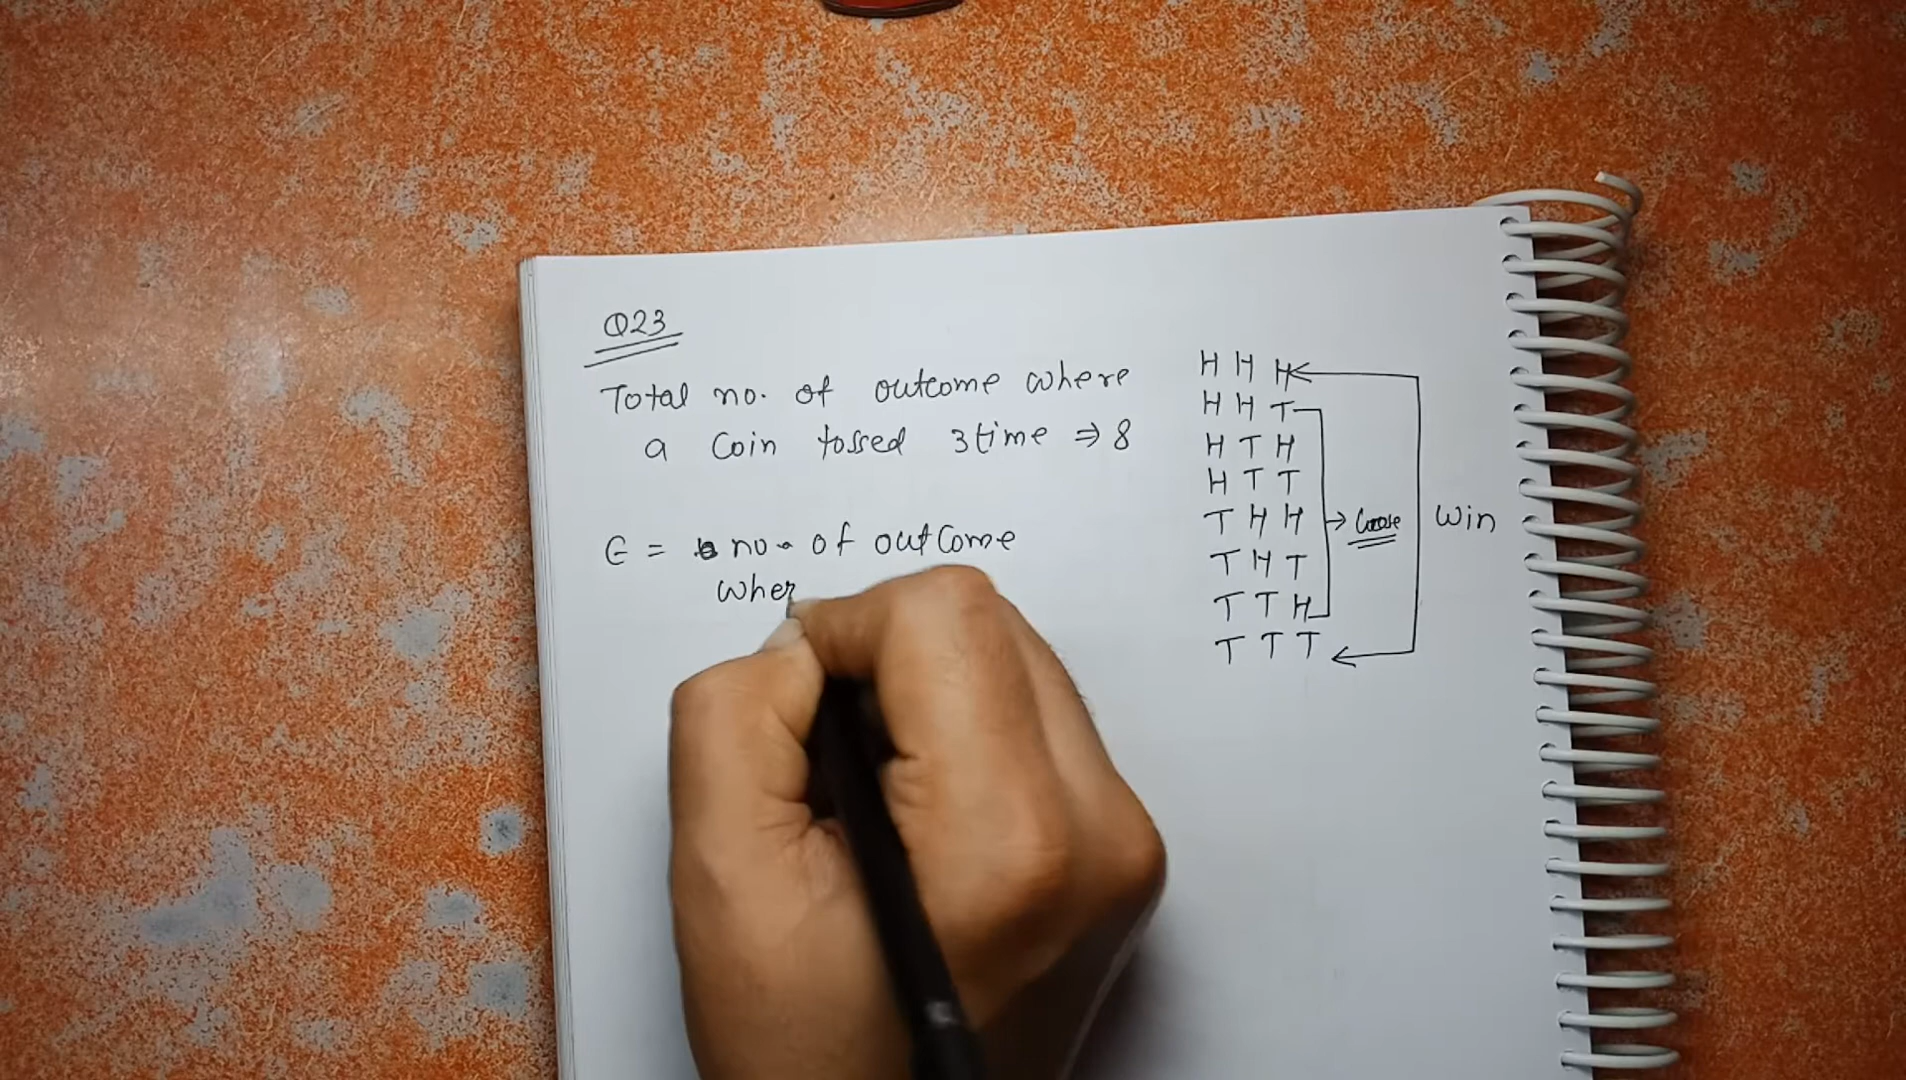 Q23
Total no. of outcome where
a Coin tossed 3time ⇒ 8
E = no. of outCome
wher
H H H
H H T
H T H
H T T
T H H
T H T
T T H
T T T
→ Loose
Win